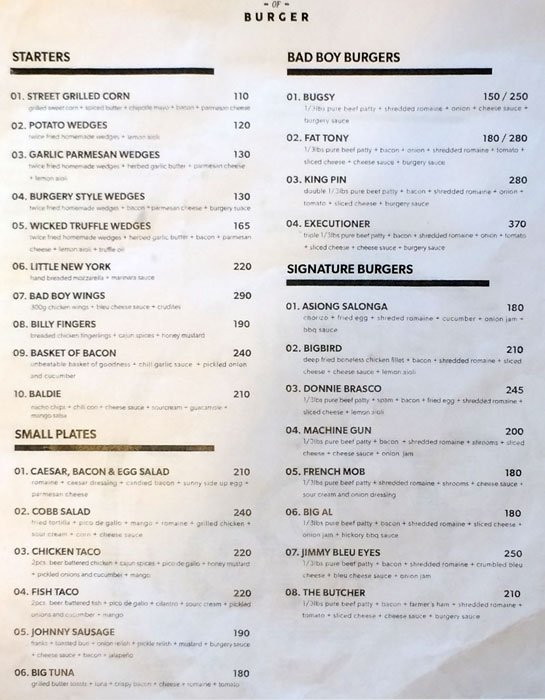 - OF -
BURGER
STARTERS
01. STREET GRILLED CORN 110
grilled sweet corn + spiced butter + chipotle mayo + bacon + parmesan cheese
02. POTATO WEDGES 120
twice fried homemade wedges + lemon aioli
03. GARLIC PARMESAN WEDGES 130
twice fried homemade wedges + herbed garlic butter + parmesan cheese
+ lemon aioli
04. BURGERY STYLE WEDGES 130
twice fried homemade wedges + bacon + parmesan cheese + burgery sauce
05. WICKED TRUFFLE WEDGES 165
twice fried homemade wedges + herbed garlic butter + bacon + parmesan
cheese + lemon aioli + truffle oil
06. LITTLE NEW YORK 220
hand breaded mozzarella + marinara sauce
07. BAD BOY WINGS 290
300g chicken wings + bleu cheese sauce + crudites
08. BILLY FINGERS 190
breaded chicken fingerlings + cajun spices + honey mustard
09. BASKET OF BACON 240
unbeatable basket of goodness + chili garlic sauce + pickled onion
and cucumber
10. BALDIE 210
nacho chips + chili con + cheese sauce + sourcream + guacamole +
mango salsa
SMALL PLATES
01. CAESAR, BACON & EGG SALAD 210
romaine + caesar dressing + candied bacon + sunny side up egg +
parmesan cheese
02. COBB SALAD 240
fried tortilla + pico de gallo + mango + romaine + grilled chicken +
sour cream + corn + cheese sauce
03. CHICKEN TACO 220
2pcs. beer battered chicken + cajun spices + pico de gallo + honey mustard
+ pickled onions and cucumber + mango
04. FISH TACO 220
2pcs. beer battered fish + pico de gallo + cilantro + sour cream + pickled
onions and cucumber + mango
05. JOHNNY SAUSAGE 190
franks + toasted bun + onion relish + pickle relish + mustard + burgery sauce
+ cheese sauce + bacon + jalapeño
06. BIG TUNA 180
grilled butter toasts + tuna + crispy bacon + cheese + romaine + tomato
BAD BOY BURGERS
01. BUGSY 150 / 250
1/3lbs pure beef patty + shredded romaine + onion + cheese sauce +
burgery sauce
02. FAT TONY 180 / 280
1/3lbs pure beef patty + bacon + onion + shredded romaine + tomato +
sliced cheese + cheese sauce + burgery sauce
03. KING PIN 280
double 1/3lbs pure beef patty + bacon + shredded romaine + onion +
tomato + sliced cheese + burgery sauce
04. EXECUTIONER 370
triple 1/3lbs pure beef patty + bacon + shredded romaine + onion + tomato
+ sliced cheese + cheese sauce + burgery sauce
SIGNATURE BURGERS
01. ASIONG SALONGA 180
chorizo + fried egg + shreded romaine + cucumber + onion jam +
bbq sauce
02. BIGBIRD 210
deep fried boneless chicken fillet + bacon + shredded romaine + sliced
cheese + cheese sauce + lemon aioli
03. DONNIE BRASCO 245
1/3lbs pure beef patty + spam + bacon + fried egg + shredded romaine +
sliced cheese + lemon aioli
04. MACHINE GUN 200
1/3lbs pure beef patty + bacon + shredded romaine + shrooms + sliced
cheese + cheese sauce + onion jam
05. FRENCH MOB 180
1/3lbs pure beef patty + shredded romaine + shrooms + cheese sauce +
sour cream and onion dressing
06. BIG AL 180
1/3lbs pure beef patty + bacon + shredded romaine + sliced cheese +
onion jam + hickory bbq sauce
07. JIMMY BLEU EYES 250
1/3lbs pure beef patty + bacon + shredded romaine + crumbled bleu
cheese + bleu cheese sauce + onion jam
08. THE BUTCHER 210
1/3lbs pure beef patty + bacon + farmer's ham + shredded romaine +
tomato + sliced cheese + cheese sauce + burgery sauce